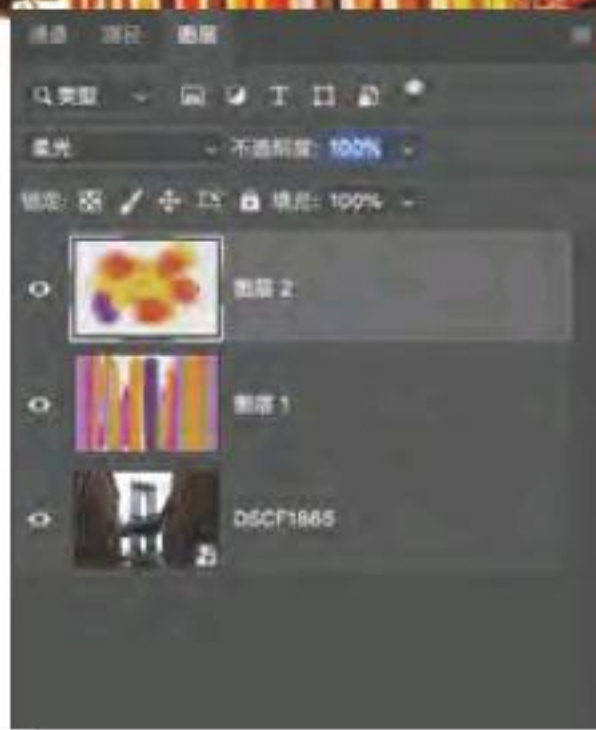 通道 路径 图层
类型
柔光 不透明度: 100%
锁定: 填充: 100%
图层 2
图层 1
DSCF1865